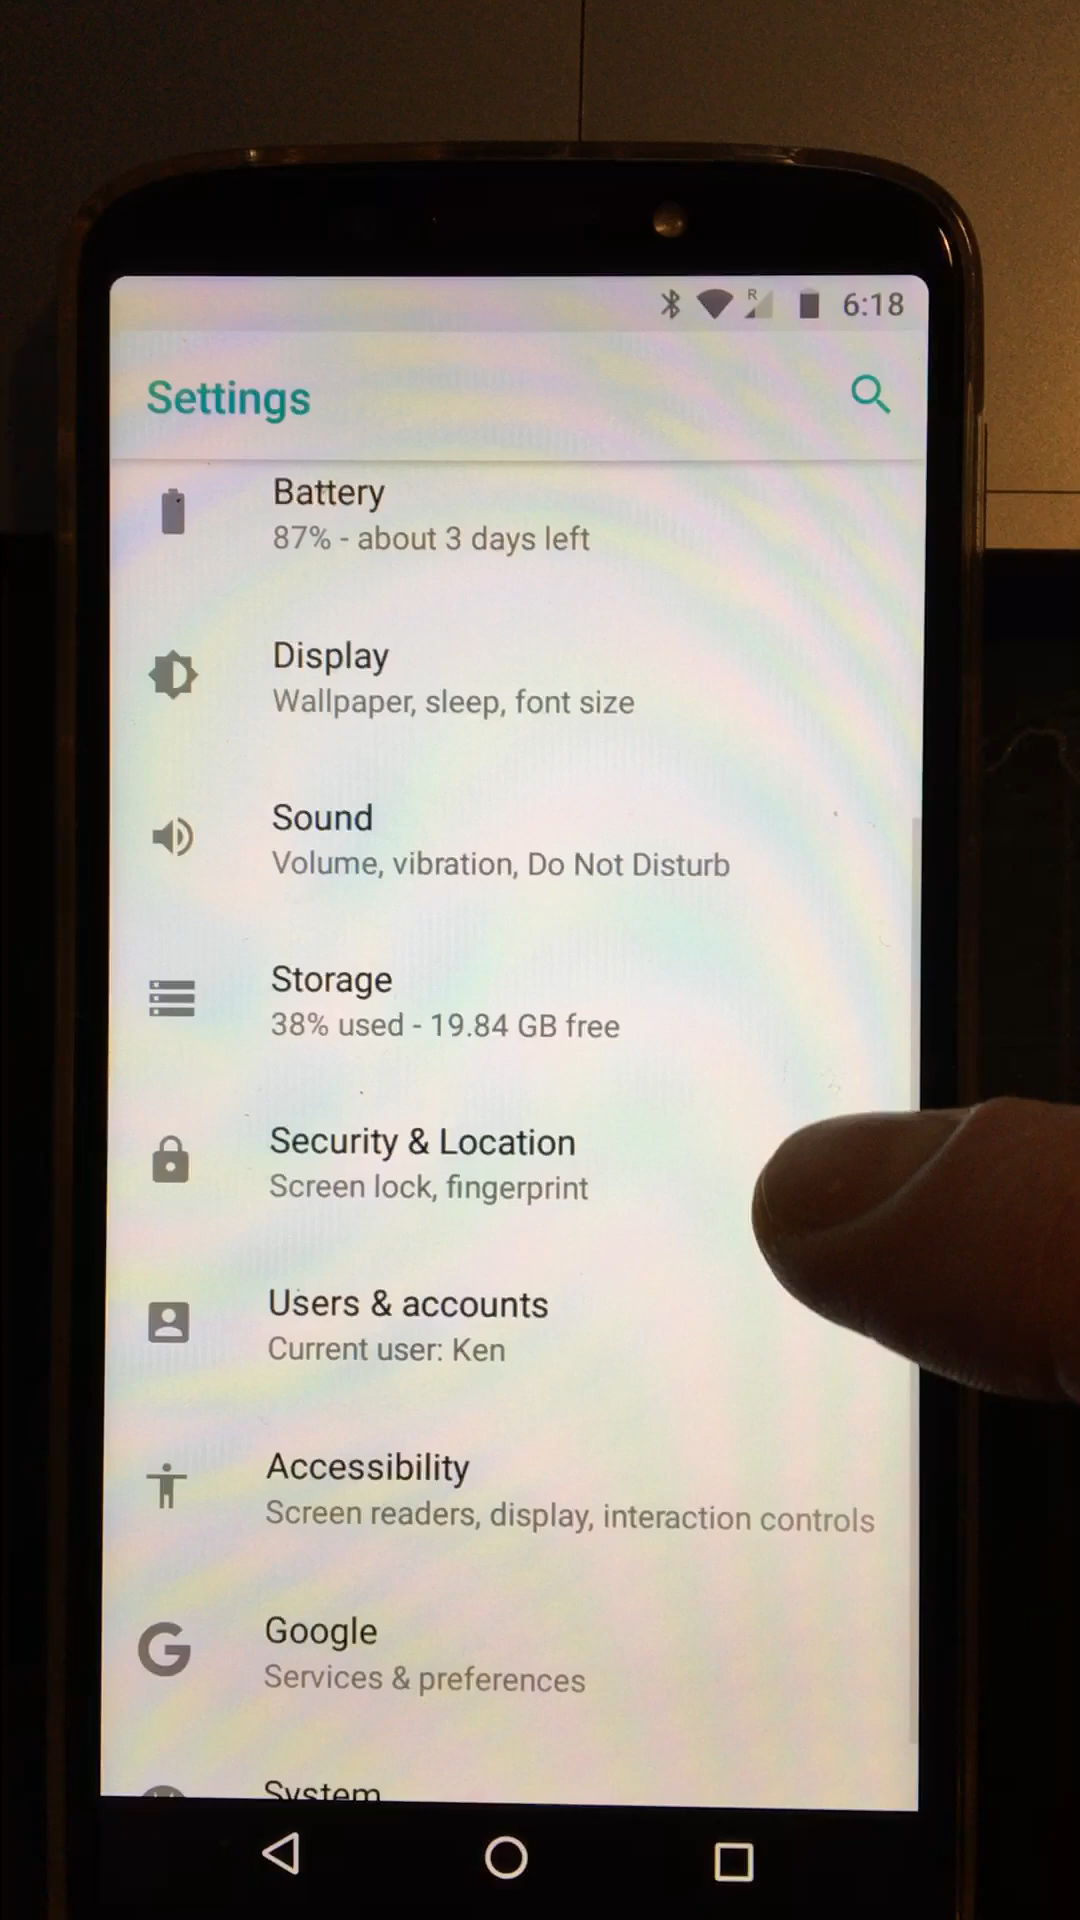 R 6:18
Settings
Battery
87% - about 3 days left
Display
Wallpaper, sleep, font size
Sound
Volume, vibration, Do Not Disturb
Storage
38% used - 19.84 GB free
Security & Location
Screen lock, fingerprint
Users & accounts
Current user: Ken
Accessibility
Screen readers, display, interaction controls
Google
Services & preferences
System